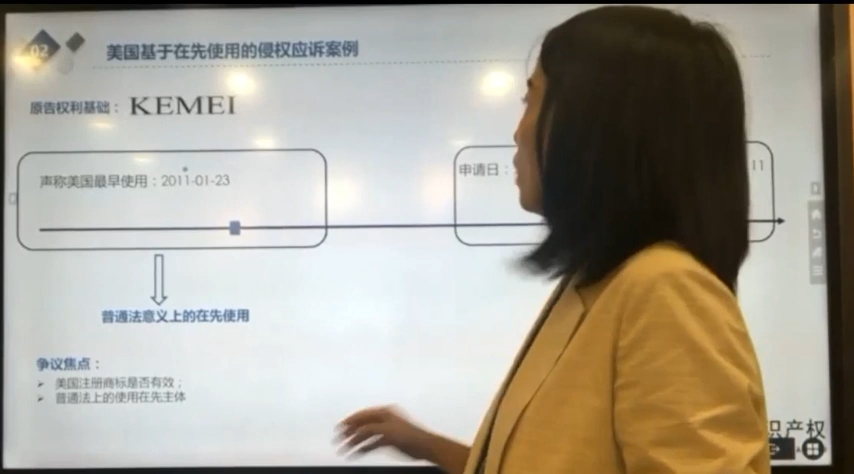 02
美国基于在先使用的侵权应诉案例
原告权利基础：KEMEI
声称美国最早使用：2011-01-23
申请日：
11
普通法意义上的在先使用
争议焦点：
美国注册商标是否有效；
普通法上的使用在先主体
识产权